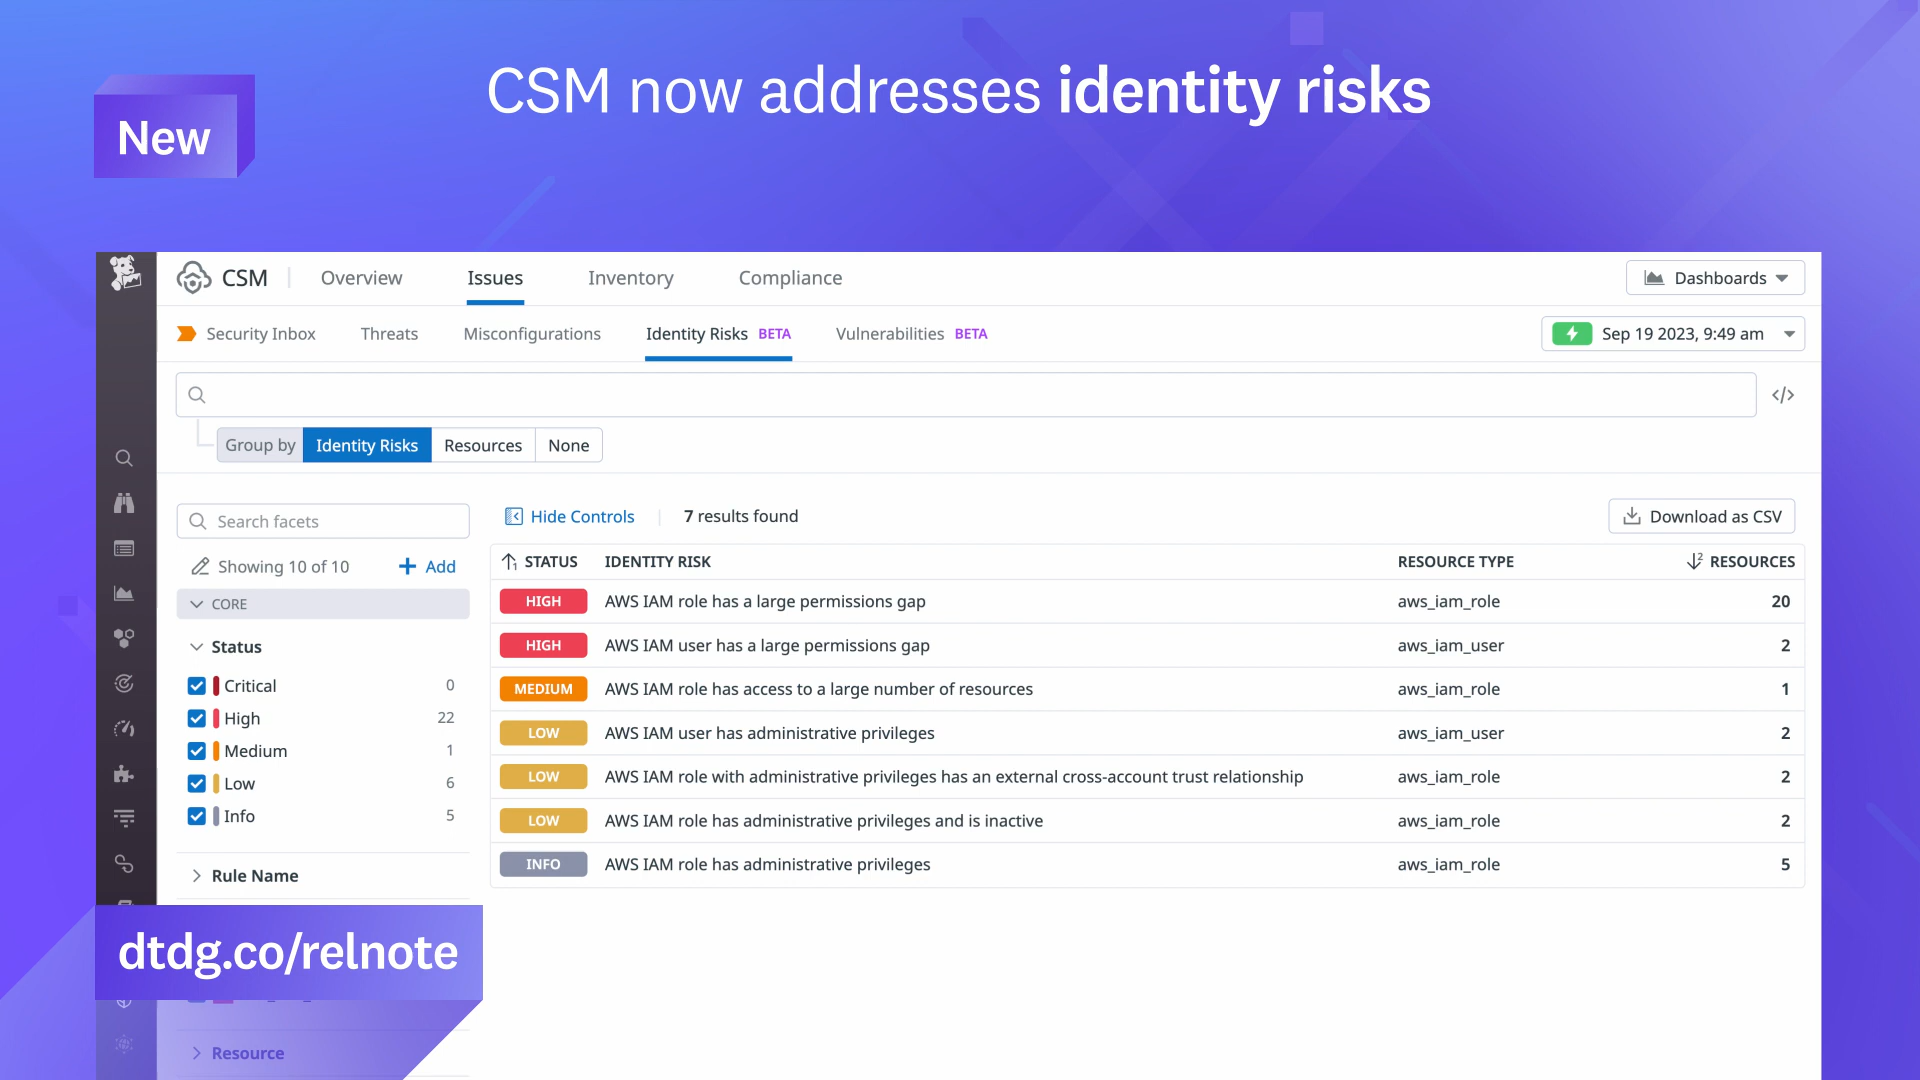 CSM now addresses identity risks
New
CSM Overview Issues Inventory Compliance Dashboards
Security Inbox Threats Misconfigurations Identity Risks BETA Vulnerabilities BETA Sep 19 2023, 9:49 am
</>
Group by Identity Risks Resources None
Search facets
Hide Controls 7 results found Download as CSV
Showing 10 of 10 + Add
CORE
Status
Critical 0
High 22
Medium 1
Low 6
Info 5
Rule Name
STATUS IDENTITY RISK RESOURCE TYPE RESOURCES
HIGH AWS IAM role has a large permissions gap aws_iam_role 20
HIGH AWS IAM user has a large permissions gap aws_iam_user 2
MEDIUM AWS IAM role has access to a large number of resources aws_iam_role 1
LOW AWS IAM user has administrative privileges aws_iam_user 2
LOW AWS IAM role with administrative privileges has an external cross-account trust relationship aws_iam_role 2
LOW AWS IAM role has administrative privileges and is inactive aws_iam_role 2
INFO AWS IAM role has administrative privileges aws_iam_role 5
dtdg.co/relnote
Resource